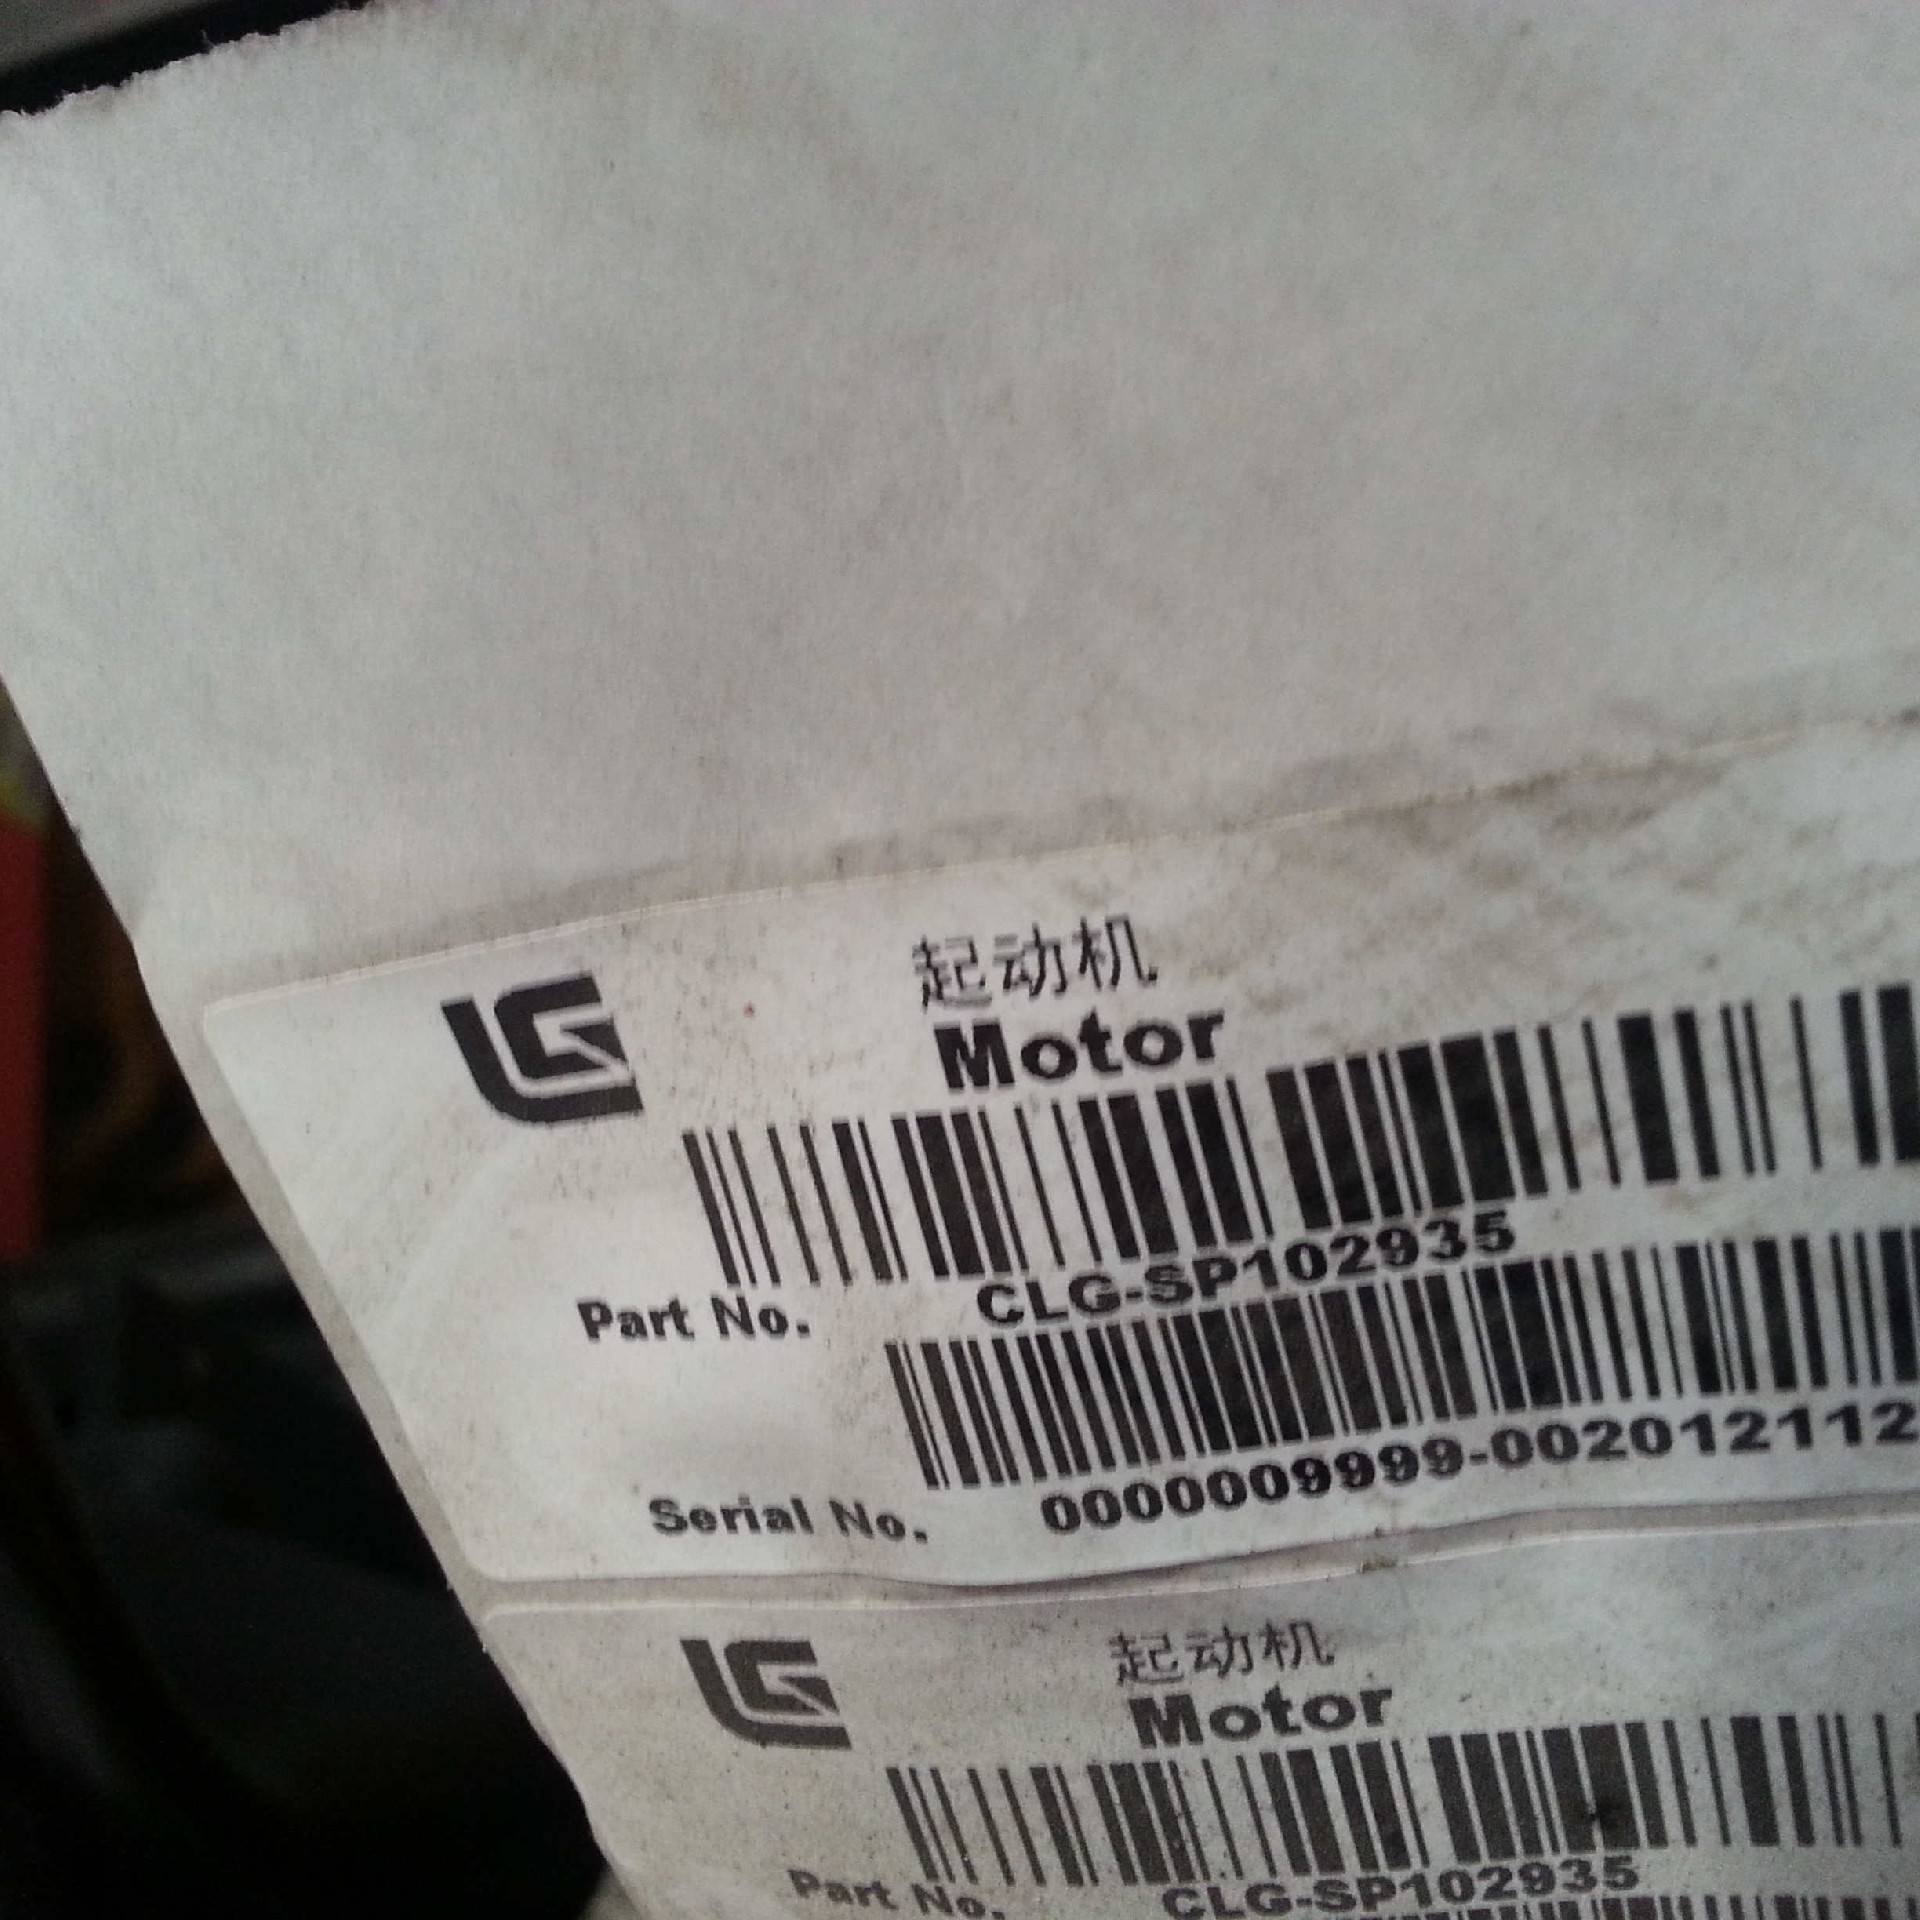 起动机
Motor
CLG-SP102935
Part No.
0000009999-002012112
Serial No.
起动机
Motor
CLG-SP102935
Part No.